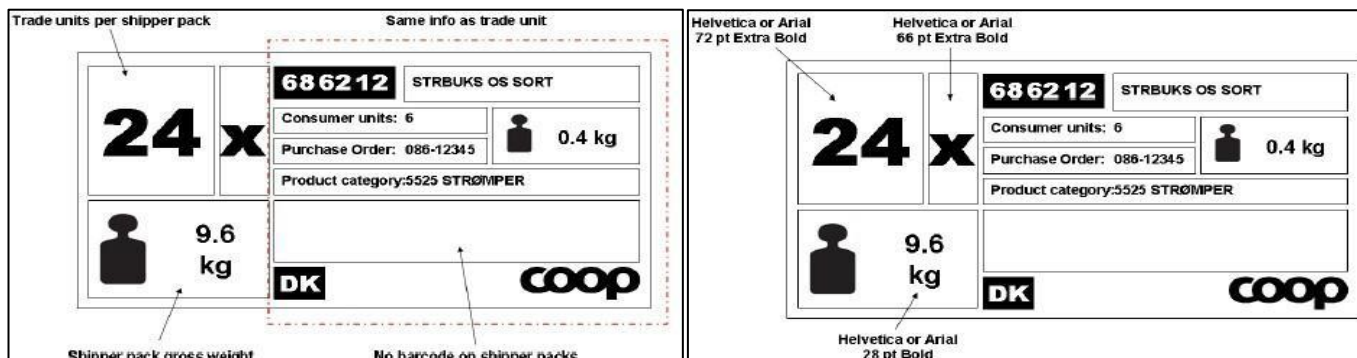 Trade units per shipper pack
Same info as trade unit
24 x
686212
STRBUKS OS SORT
Consumer units: 6
0.4 kg
Purchase Order: 086-12345
Product category:5525 STRØMPER
9.6
kg
DK
coop
Shipper pack gross weight
No barcode on shipper packs
Helvetica or Arial
72 pt Extra Bold
Helvetica or Arial
66 pt Extra Bold
24 x
686212
STRBUKS OS SORT
Consumer units: 6
0.4 kg
Purchase Order: 086-12345
Product category:5525 STRØMPER
9.6
kg
DK
coop
Helvetica or Arial
28 pt Bold